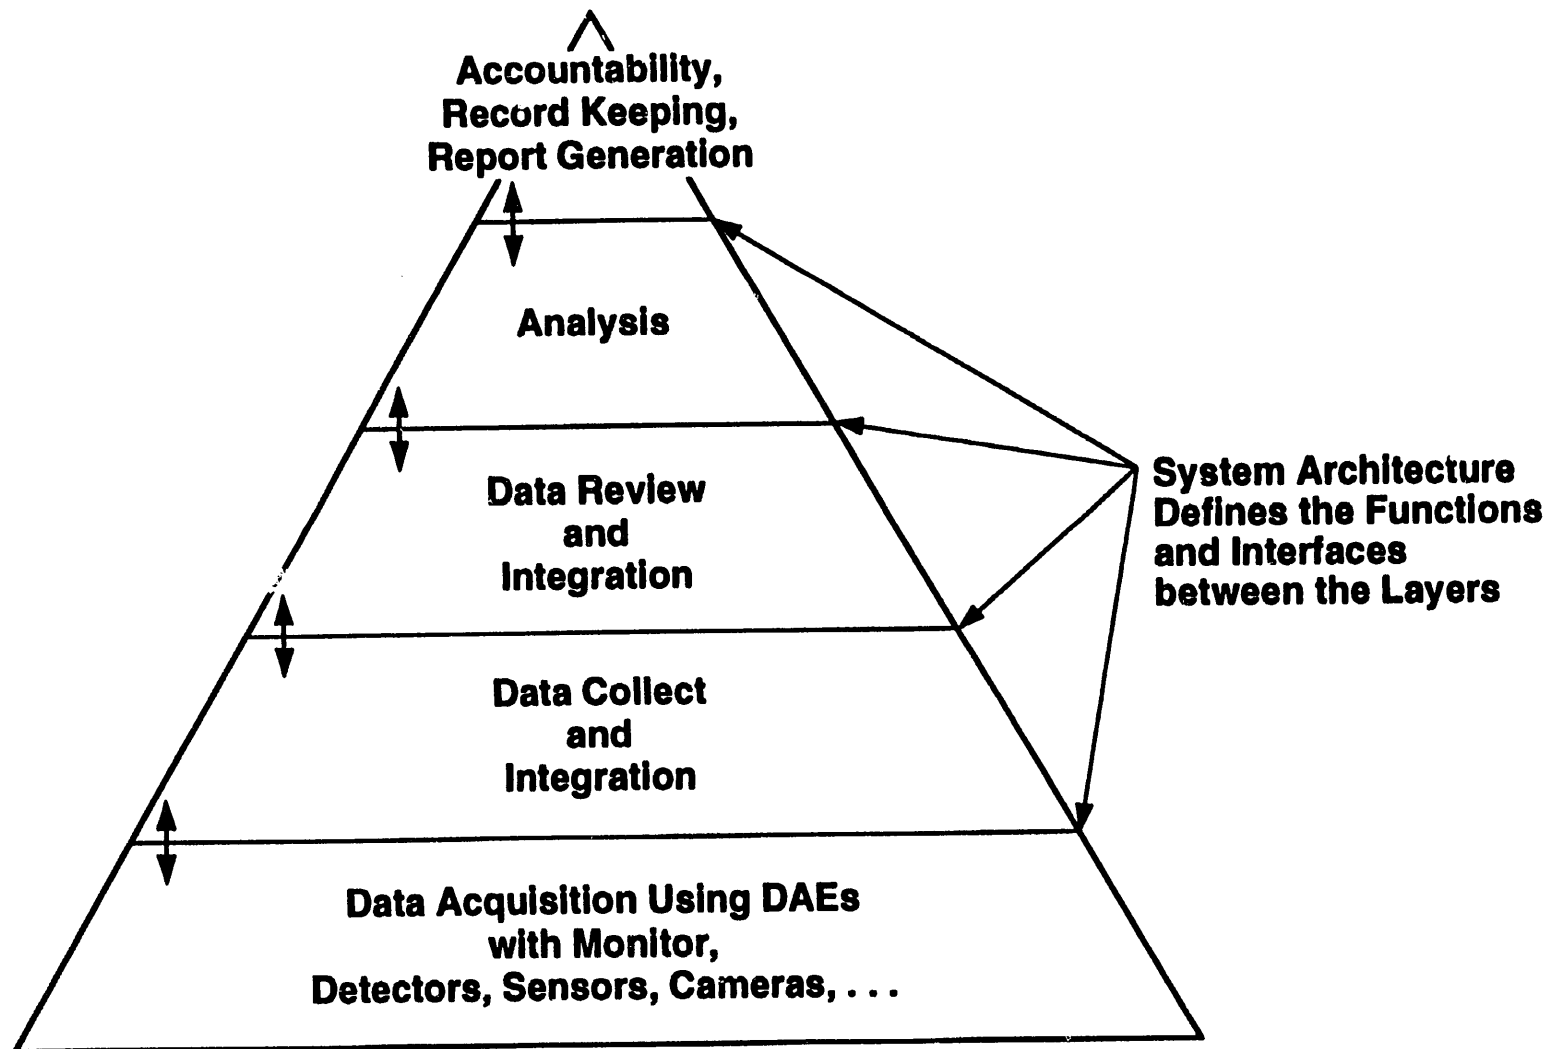 Accountability,
Record Keeping,
Report Generation
Analysis
Data Review
and
Integration
System Architecture
Defines the Functions
and Interfaces
between the Layers
Data Collect
and
Integration
Data Acquisition Using DAEs
with Monitor,
Detectors, Sensors, Cameras, . . .